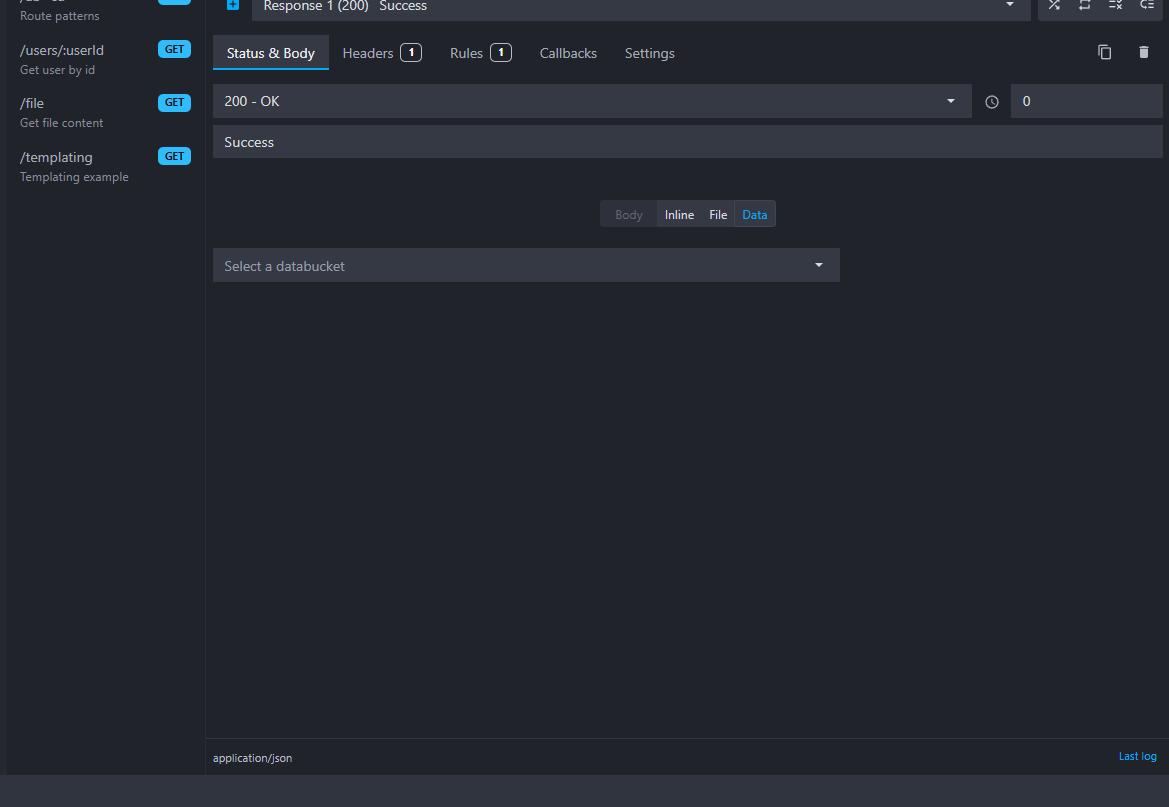 Response 1 (200) Success
Route patterns
Status & Body Headers 1 Rules 1 Callbacks Settings
/users/:userId GET
Get user by id
200 - OK 0
/file GET
Get file content
Success
/templating GET
Templating example
Body Inline File Data
Select a databucket
application/json Last log